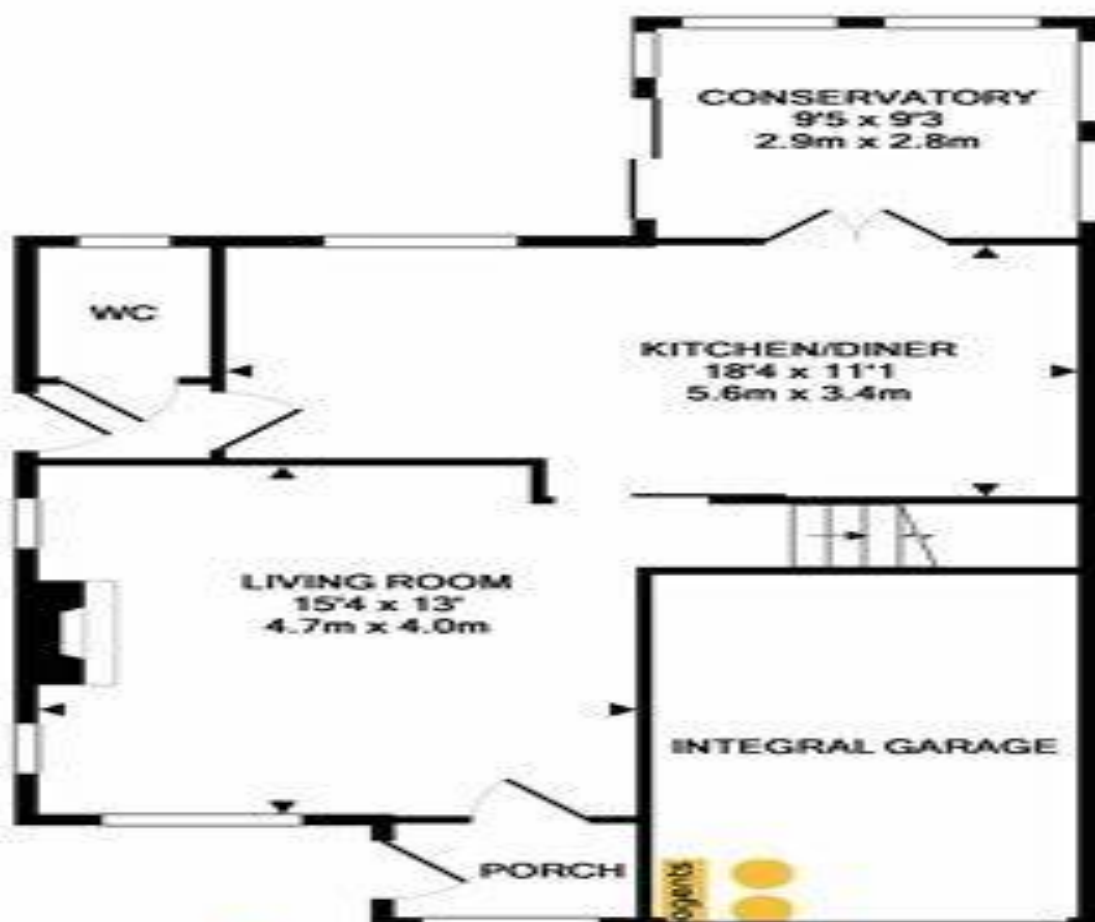 CONSERVATORY
9'5 x 9'3
2.9m x 2.8m
WC
KITCHEN/DINER
18'4 x 11'1
5.6m x 3.4m
LIVING ROOM
15'4 x 13'
4.7m x 4.0m
INTEGRAL GARAGE
PORCH